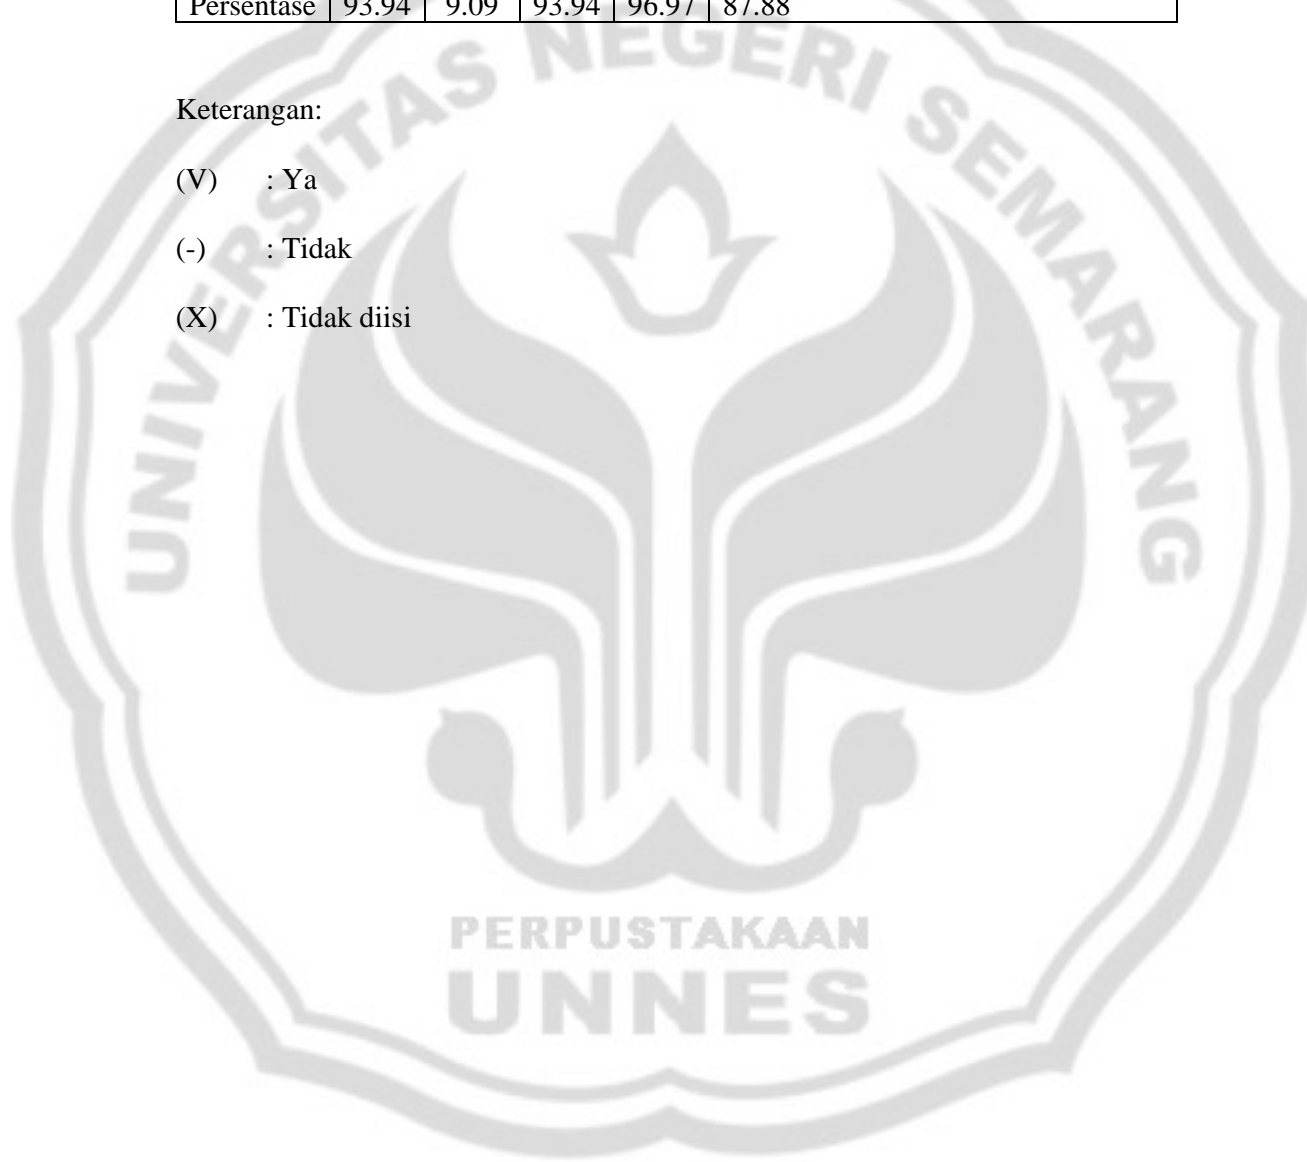 Persentase 93.94 9.09 93.94 96.97 87.88
UNIVERSITAS NEGERI SEMARANG
Keterangan:
(V) : Ya
(-) : Tidak
(X) : Tidak diisi
PERPUSTAKAAN
UNNES